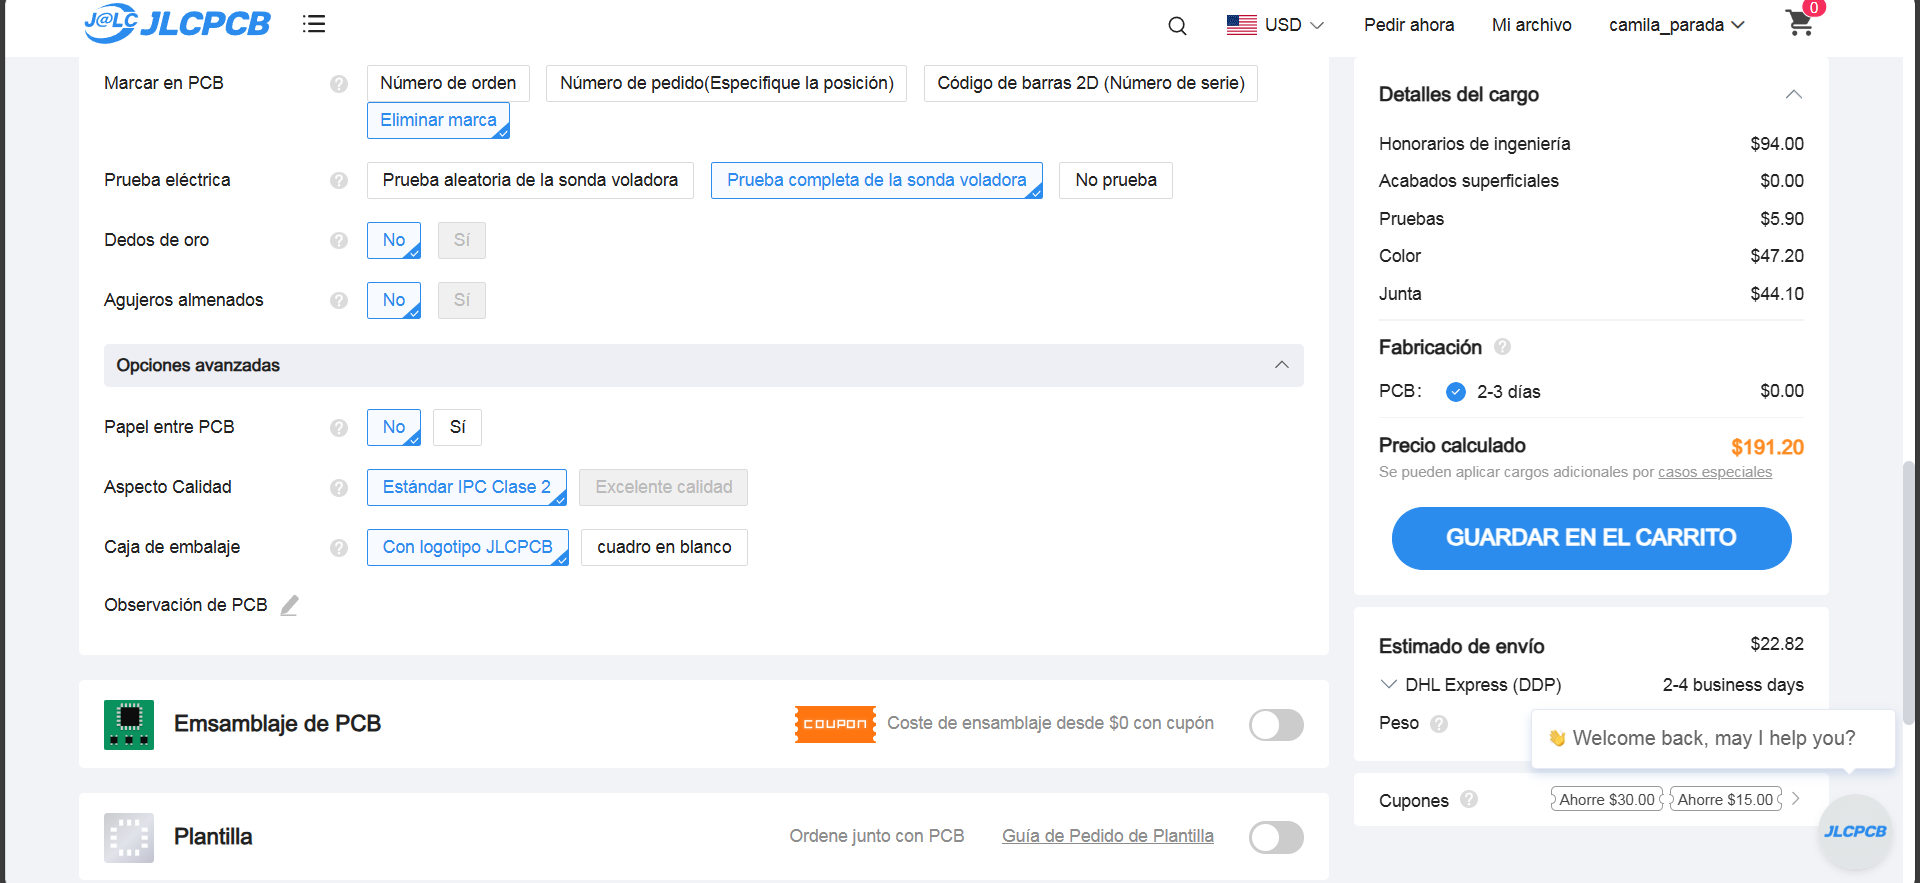 J@LC JLCPCB
USD
Pedir ahora
Mi archivo
camila_parada
0
Marcar en PCB
?
Número de orden
Número de pedido(Especifique la posición)
Código de barras 2D (Número de serie)
Eliminar marca
Prueba eléctrica
?
Prueba aleatoria de la sonda voladora
Prueba completa de la sonda voladora
No prueba
Dedos de oro
?
No
Sí
Agujeros almenados
?
No
Sí
Opciones avanzadas
Papel entre PCB
?
No
Sí
Aspecto Calidad
?
Estándar IPC Clase 2
Excelente calidad
Caja de embalaje
?
Con logotipo JLCPCB
cuadro en blanco
Observación de PCB
Emsamblaje de PCB
COUPON
Coste de ensamblaje desde $0 con cupón
Plantilla
Ordene junto con PCB
Guía de Pedido de Plantilla
Detalles del cargo
Honorarios de ingeniería $94.00
Acabados superficiales $0.00
Pruebas $5.90
Color $47.20
Junta $44.10
Fabricación ?
PCB: 2-3 días $0.00
Precio calculado $191.20
Se pueden aplicar cargos adicionales por casos especiales
GUARDAR EN EL CARRITO
Estimado de envío $22.82
DHL Express (DDP) 2-4 business days
Peso ?
👋 Welcome back, may I help you?
Cupones ? Ahorre $30.00 Ahorre $15.00
JLCPCB